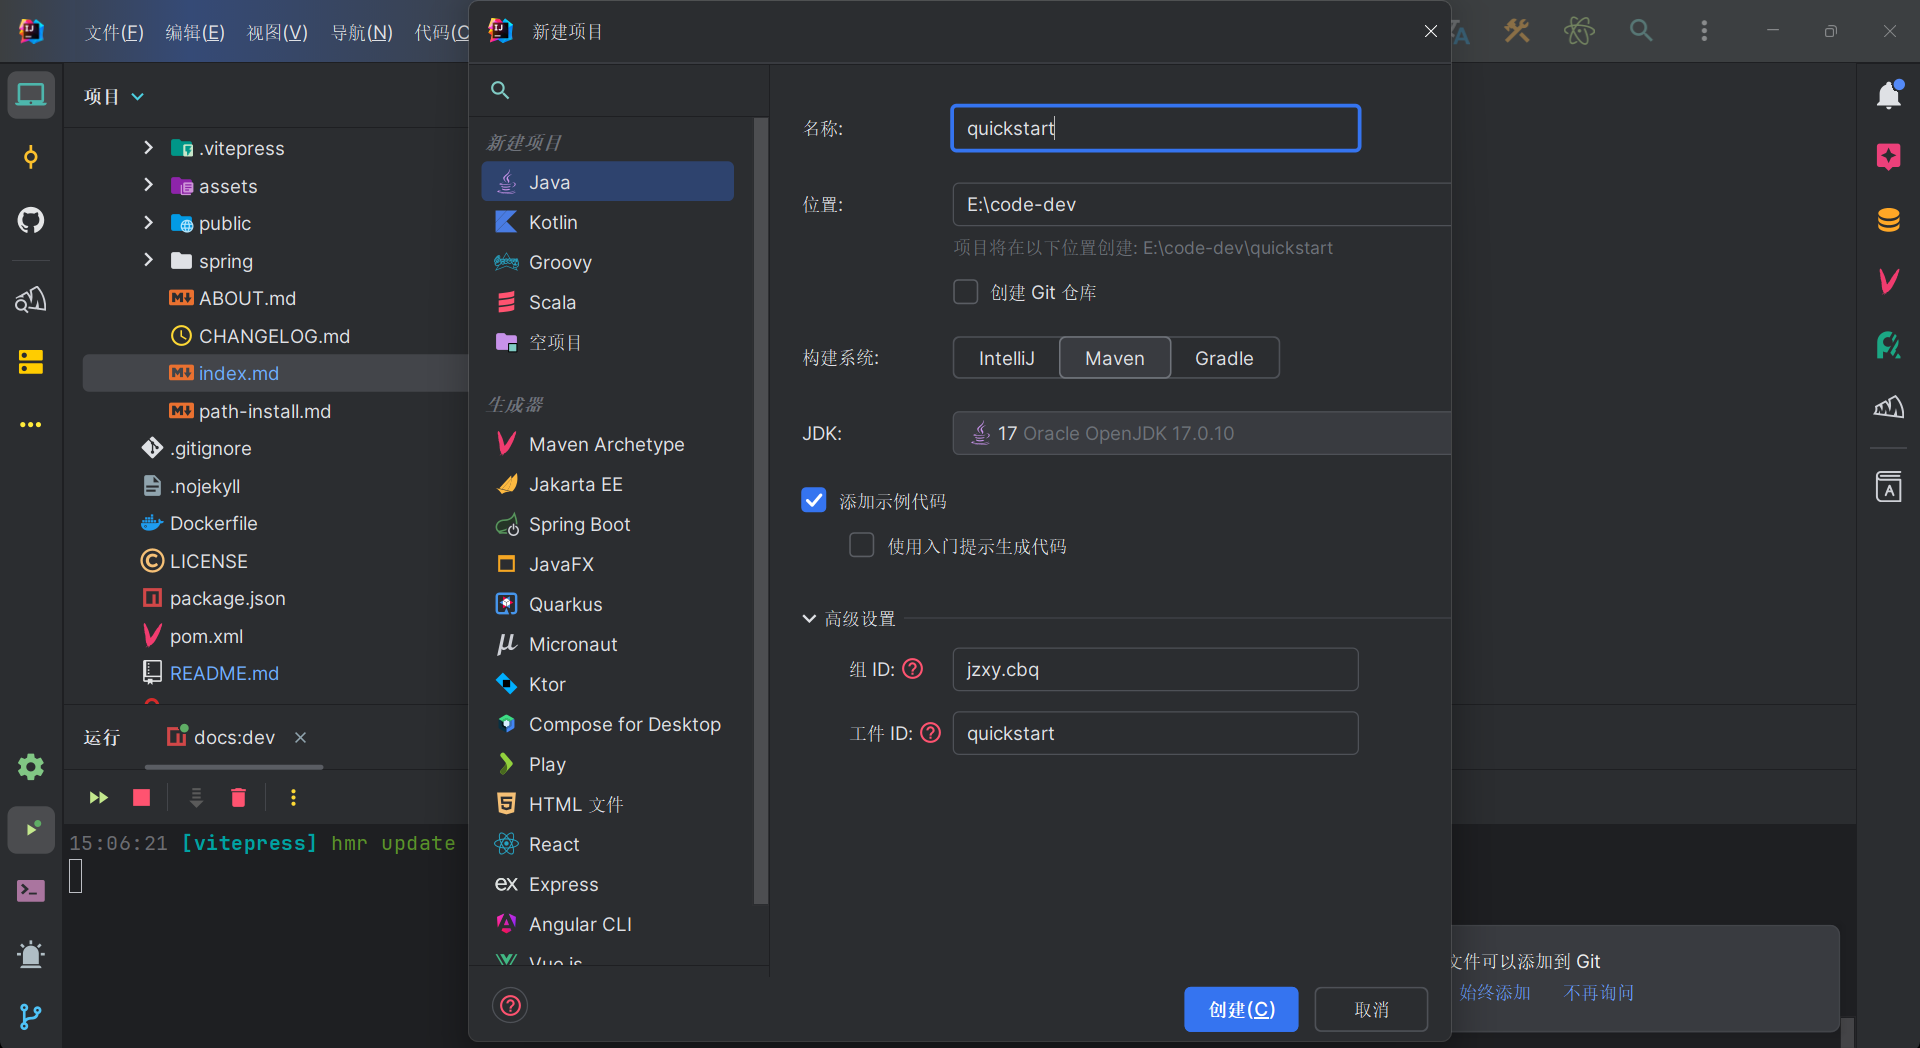 文件(F) 编辑(E) 视图(V) 导航(N) 代码(C
新建项目
项目
.vitepress
assets
public
spring
ABOUT.md
CHANGELOG.md
index.md
path-install.md
.gitignore
.nojekyll
Dockerfile
LICENSE
package.json
pom.xml
README.md
运行
docs:dev
15:06:21 [vitepress] hmr update
新建项目
Java
Kotlin
Groovy
Scala
空项目
生成器
Maven Archetype
Jakarta EE
Spring Boot
JavaFX
Quarkus
Micronaut
Ktor
Compose for Desktop
Play
HTML 文件
React
Express
Angular CLI
Vue.js
名称: quickstart
位置: E:\code-dev
项目将在以下位置创建: E:\code-dev\quickstart
创建 Git 仓库
构建系统: IntelliJ Maven Gradle
JDK: 17 Oracle OpenJDK 17.0.10
添加示例代码
使用入门提示生成代码
高级设置
组 ID: jzxy.cbq
工件 ID: quickstart
创建(C) 取消
文件可以添加到 Git
始终添加 不再询问